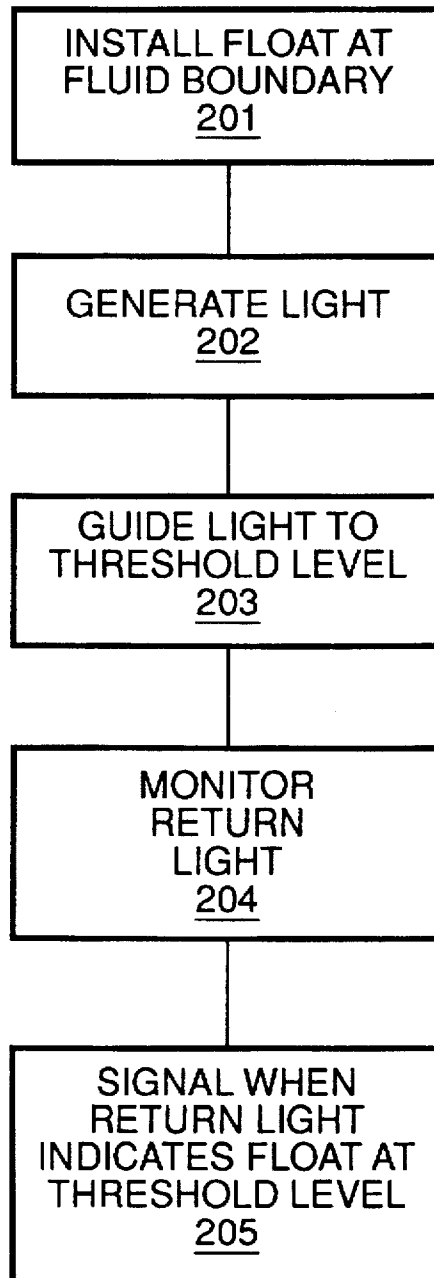 INSTALL FLOAT AT
FLUID BOUNDARY
201
GENERATE LIGHT
202
GUIDE LIGHT TO
THRESHOLD LEVEL
203
MONITOR
RETURN
LIGHT
204
SIGNAL WHEN
RETURN LIGHT
INDICATES FLOAT AT
THRESHOLD LEVEL
205